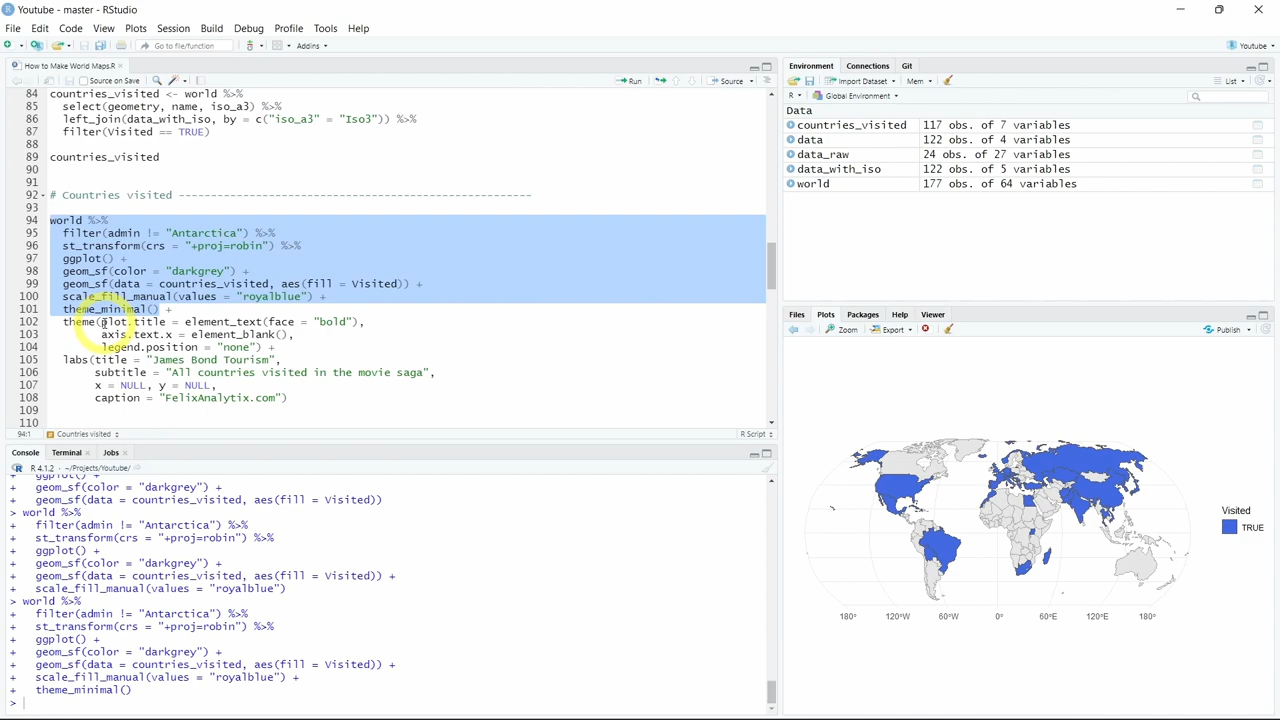 Youtube - master - RStudio
File Edit Code View Plots Session Build Debug Profile Tools Help
Go to file/function Addins Youtube
How to Make World Maps.R
Source on Save Run Source
84 countries_visited <- world %>%
85 select(geometry, name, iso_a3) %>%
86 left_join(data_with_iso, by = c("iso_a3" = "Iso3")) %>%
87 filter(Visited == TRUE)
88
89 countries_visited
90
91
92 # Countries visited ------------------------------------------------------
93
94 world %>%
95 filter(admin != "Antarctica") %>%
96 st_transform(crs = "+proj=robin") %>%
97 ggplot() +
98 geom_sf(color = "darkgrey") +
99 geom_sf(data = countries_visited, aes(fill = Visited)) +
100 scale_fill_manual(values = "royalblue") +
101 theme_minimal() +
102 theme(plot.title = element_text(face = "bold"),
103 axis.text.x = element_blank(),
104 legend.position = "none") +
105 labs(title = "James Bond Tourism",
106 subtitle = "All countries visited in the movie saga",
107 x = NULL, y = NULL,
108 caption = "FelixAnalytix.com")
109
110
94:1 Countries visited R Script
Console Terminal Jobs
R 4.1.2 · ~/Projects/Youtube/
+ ggplot() +
+ geom_sf(color = "darkgrey") +
+ geom_sf(data = countries_visited, aes(fill = Visited))
> world %>%
+ filter(admin != "Antarctica") %>%
+ st_transform(crs = "+proj=robin") %>%
+ ggplot() +
+ geom_sf(color = "darkgrey") +
+ geom_sf(data = countries_visited, aes(fill = Visited)) +
+ scale_fill_manual(values = "royalblue")
> world %>%
+ filter(admin != "Antarctica") %>%
+ st_transform(crs = "+proj=robin") %>%
+ ggplot() +
+ geom_sf(color = "darkgrey") +
+ geom_sf(data = countries_visited, aes(fill = Visited)) +
+ scale_fill_manual(values = "royalblue") +
+ theme_minimal()
>
Environment Connections Git
Import Dataset Mem List
R Global Environment
Data
countries_visited 117 obs. of 7 variables
data 122 obs. of 4 variables
data_raw 24 obs. of 27 variables
data_with_iso 122 obs. of 5 variables
world 177 obs. of 64 variables
Files Plots Packages Help Viewer
Zoom Export Publish
Visited
TRUE
180° 120°W 60°W 0° 60°E 120°E 180°